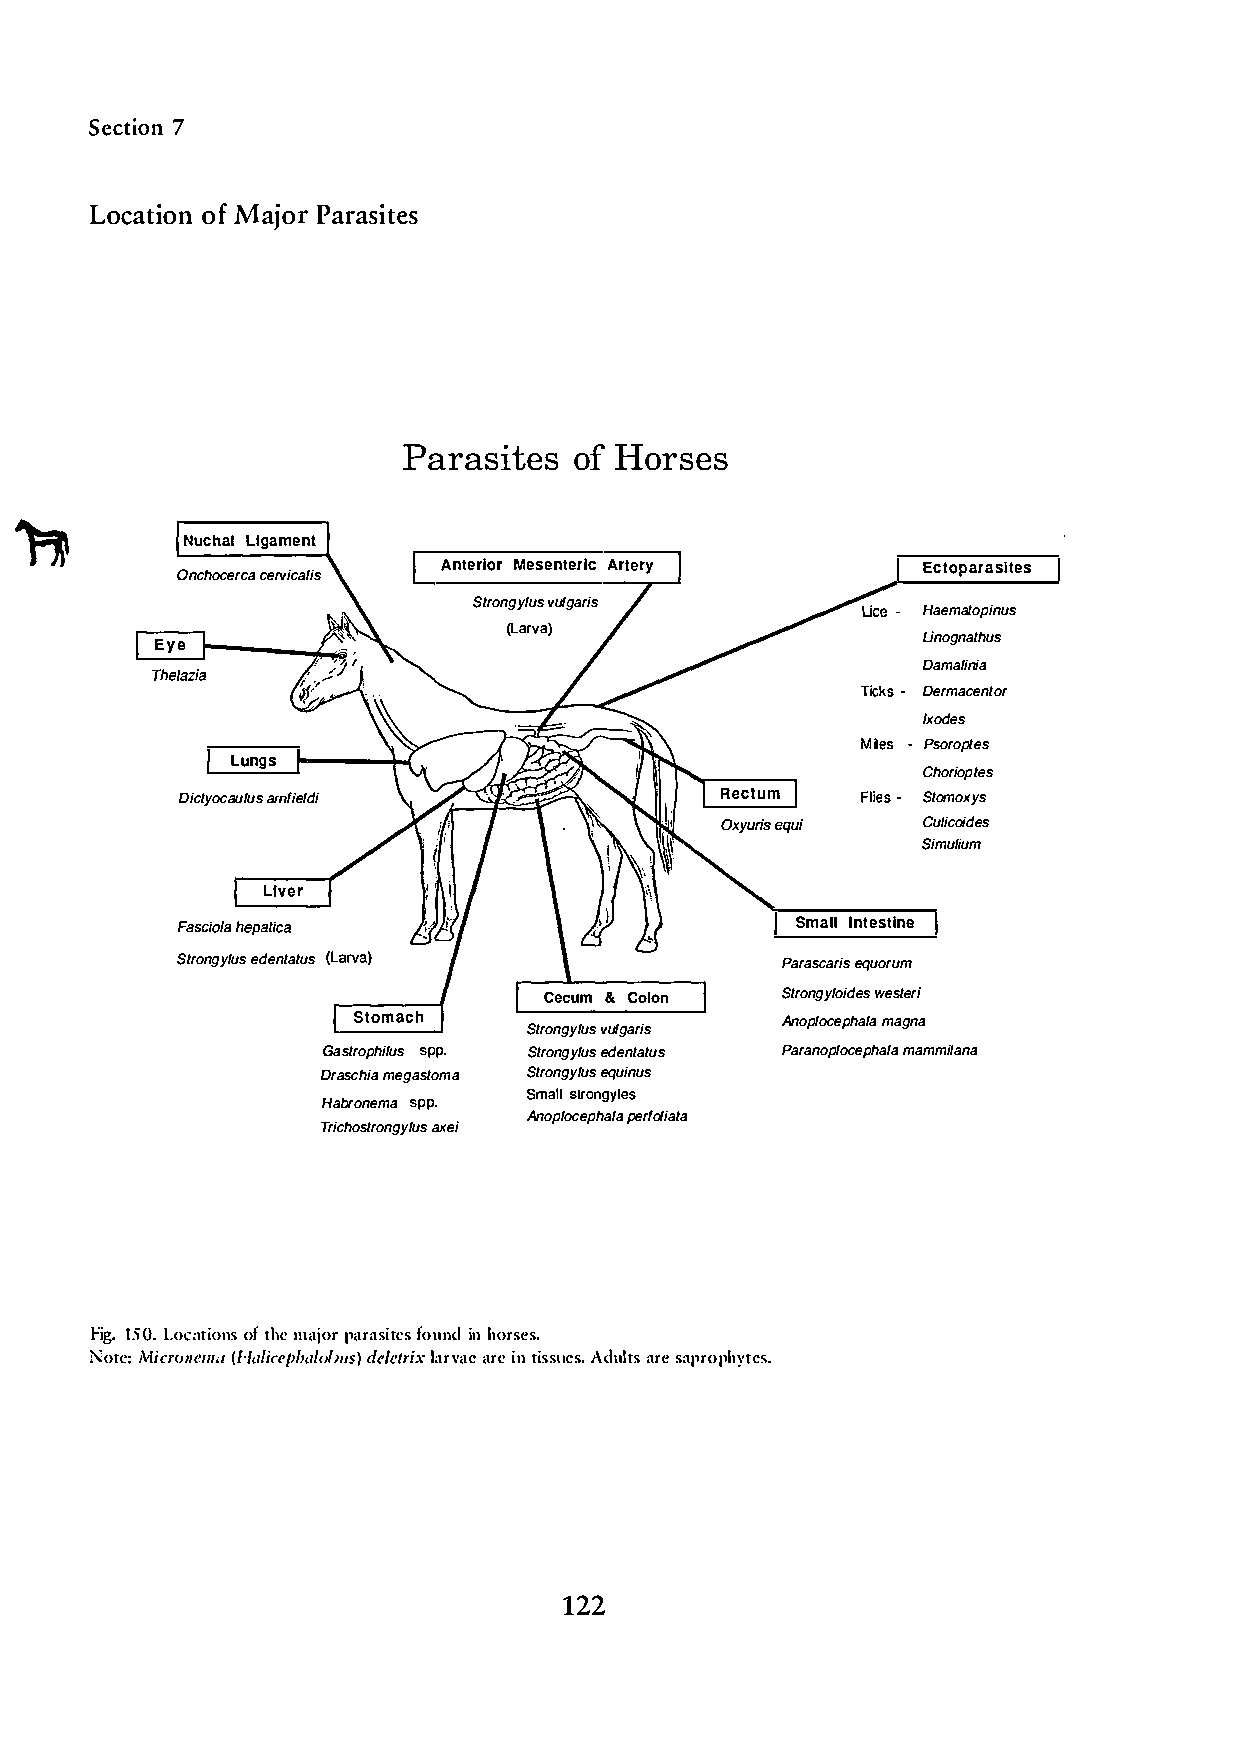 Section 7
Location of Major Parasites
Parasites of Horses
Nuchal Ligament
Onchocerca cervicalis
Anterior Mesenteric Artery
Strongylus vulgaris
(Larva)
Ectoparasites
Lice - Haematopinus
Linognathus
Damalinia
Ticks - Dermacentor
Ixodes
Mites - Psoroptes
Chorioptes
Flies - Stomoxys
Culicoides
Simulium
Eye
Thelazia
Lungs
Dictyocaulus arnfieldi
Rectum
Oxyuris equi
Liver
Fasciola hepatica
Strongylus edentatus (Larva)
Small Intestine
Parascaris equorum
Strongyloides westeri
Anoplocephala magna
Paranoplocephala mammilana
Stomach
Gastrophilus spp.
Draschia megastoma
Habronema spp.
Trichostrongylus axei
Cecum & Colon
Strongylus vulgaris
Strongylus edentatus
Strongylus equinus
Small strongyles
Anoplocephala perfoliata
Fig. 150. Locations of the major parasites found in horses.
Note: Micronema (Halicephalobus) deletrix larvae are in tissues. Adults are saprophytes.
122